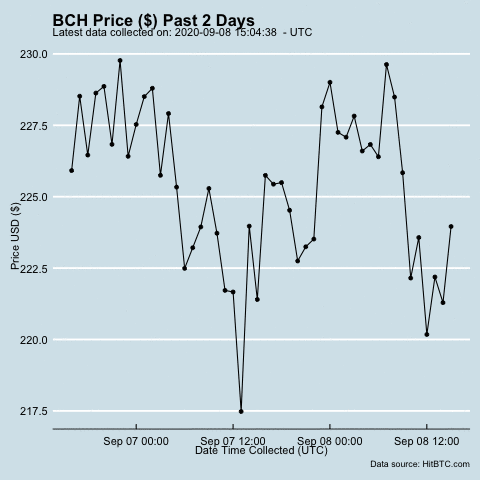 BCH Price ($) Past 2 Days
Latest data collected on: 2020-09-08 15:04:38  - UTC
230.0
227.5
225.0
222.5
220.0
217.5
Price USD ($)
Sep 07 00:00 Sep 07 12:00 Sep 08 00:00 Sep 08 12:00
Date Time Collected (UTC)
Data source: HitBTC.com